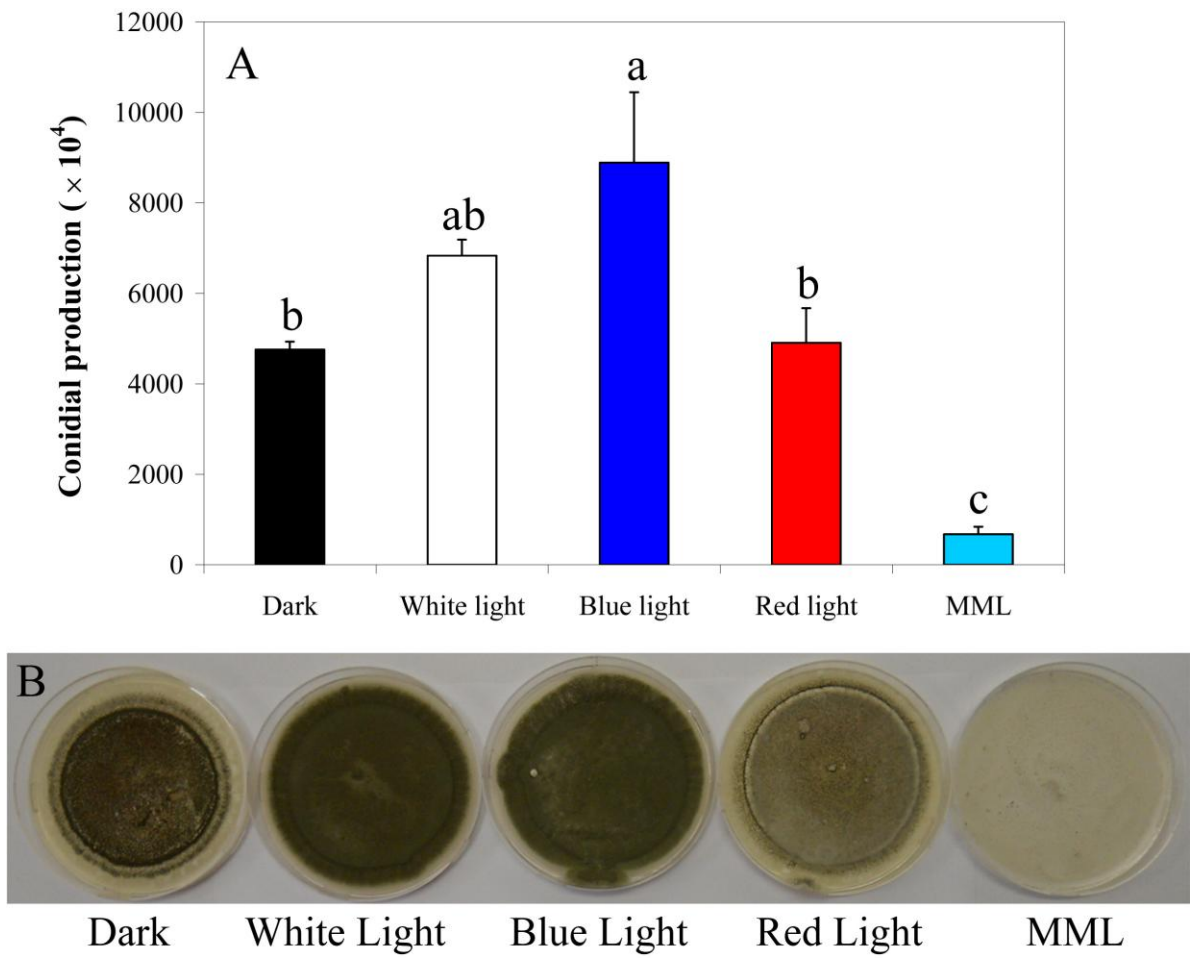 A
Conidial production ( × 10⁴)
12000
10000
8000
6000
4000
2000
0
b
ab
a
b
c
Dark
White light
Blue light
Red light
MML
B
Dark
White Light
Blue Light
Red Light
MML